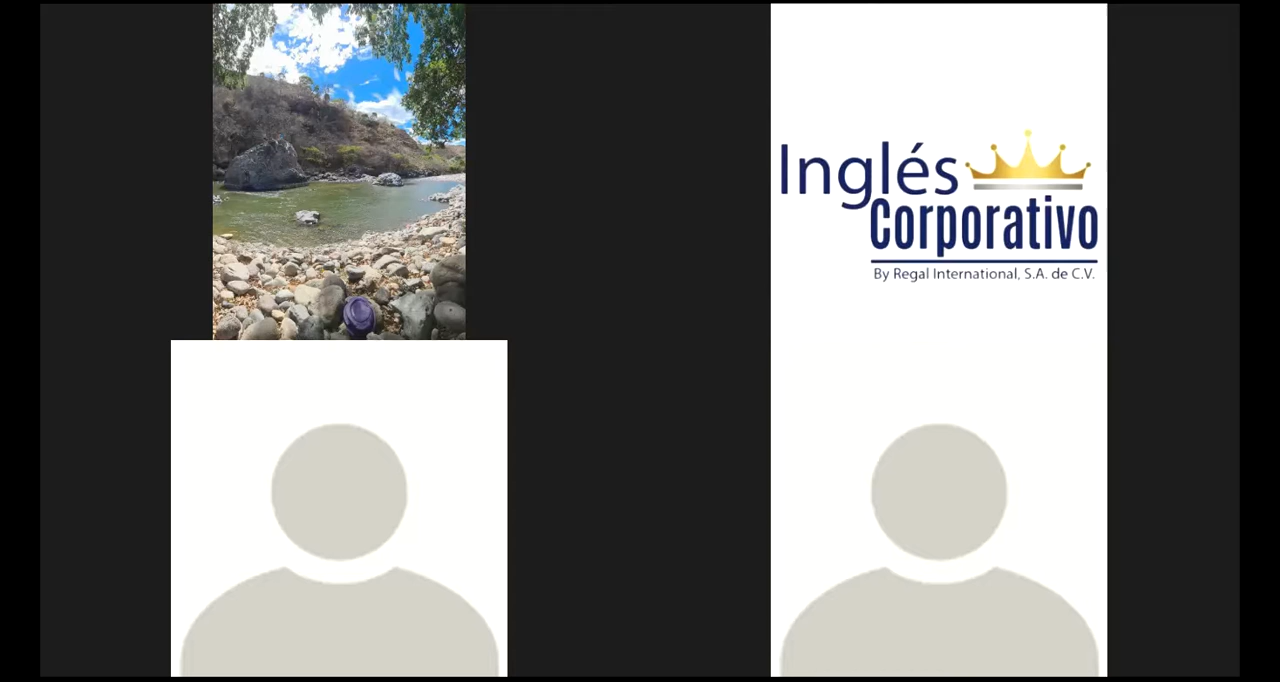 Inglés
Corporativo
By Regal International, S.A. de C.V.